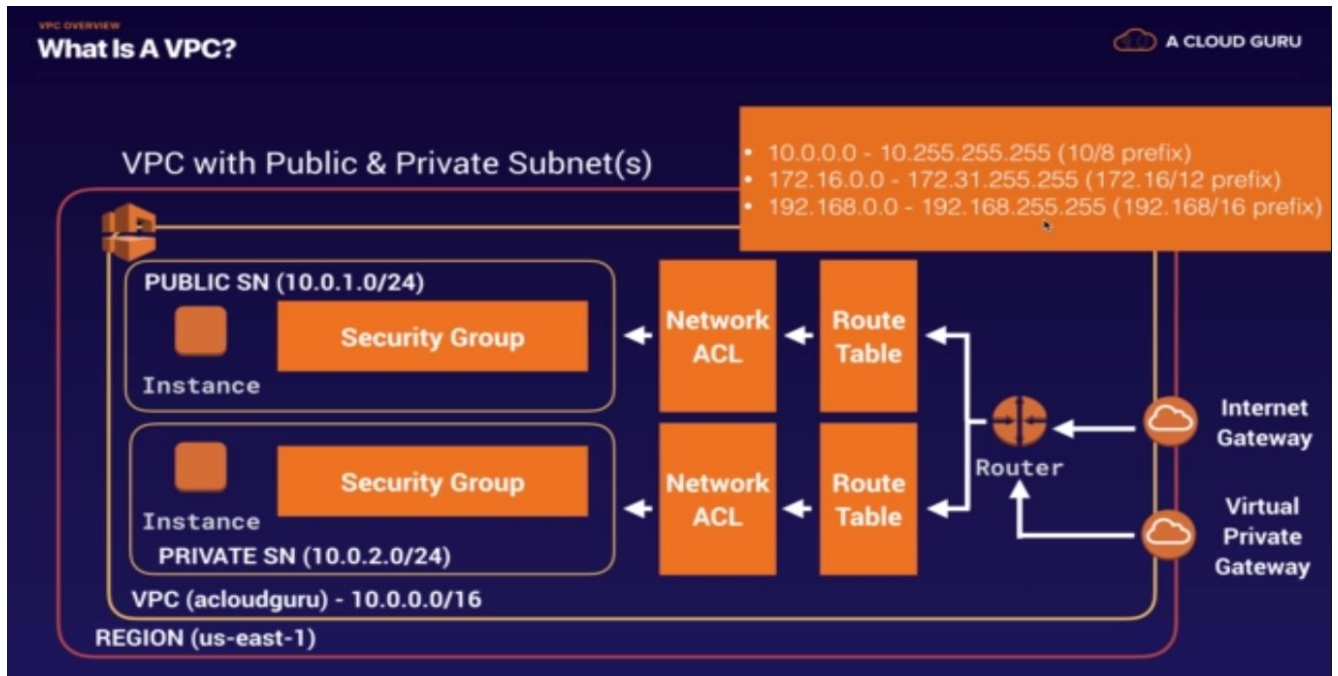 VPC OVERVIEW
What Is A VPC?
A CLOUD GURU
VPC with Public & Private Subnet(s)
• 10.0.0.0 - 10.255.255.255 (10/8 prefix)
• 172.16.0.0 - 172.31.255.255 (172.16/12 prefix)
• 192.168.0.0 - 192.168.255.255 (192.168/16 prefix)
PUBLIC SN (10.0.1.0/24)
Security Group
Instance
Network
ACL
Route
Table
Security Group
Instance
PRIVATE SN (10.0.2.0/24)
Network
ACL
Route
Table
Router
Internet
Gateway
Virtual
Private
Gateway
VPC (acloudguru) - 10.0.0.0/16
REGION (us-east-1)